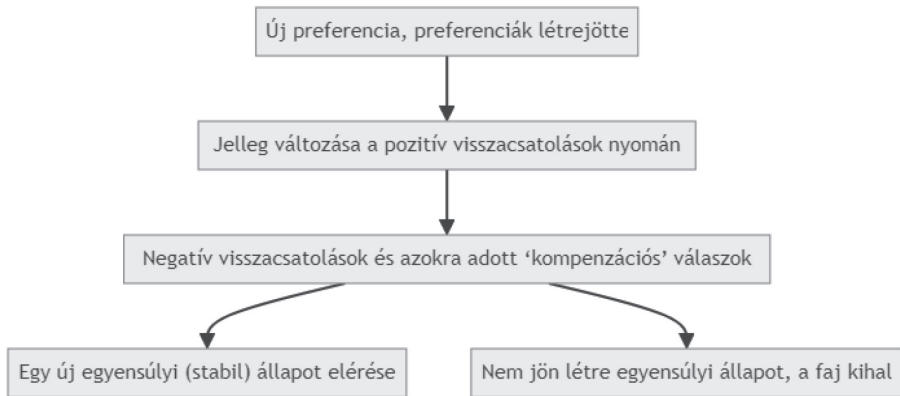 Új preferencia, preferenciák létrejötte
Jelleg változása a pozitív visszacsatolások nyomán
Negatív visszacsatolások és azokra adott ‘kompenzációs’ válaszok
Egy új egyensúlyi (stabil) állapot elérése
Nem jön létre egyensúlyi állapot, a faj kihal